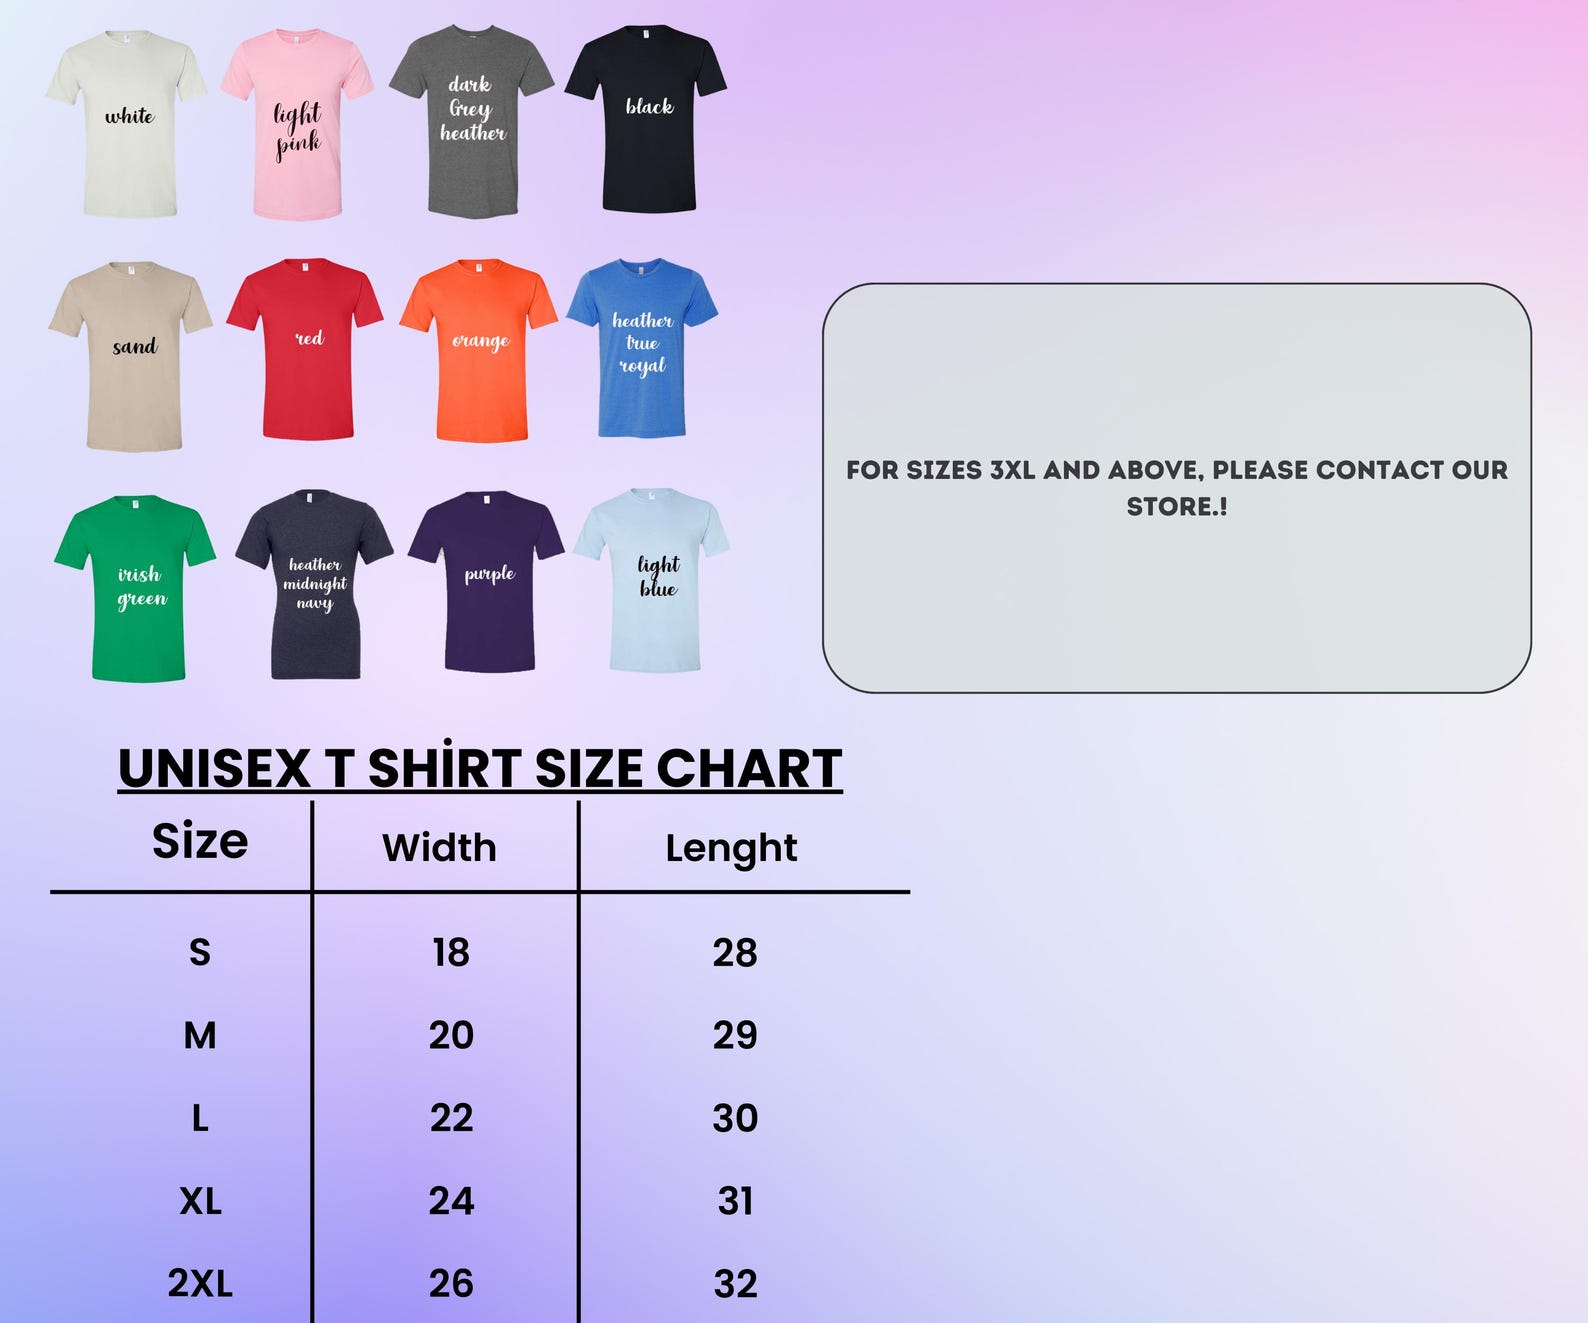 white
light
pink
dark
Grey
heather
black
sand
red
orange
heather
true
royal
irish
green
heather
midnight
navy
purple
light
blue
FOR SIZES 3XL AND ABOVE, PLEASE CONTACT OUR
STORE.!
UNISEX T SHİRT SIZE CHART
Size Width Lenght
S 18 28
M 20 29
L 22 30
XL 24 31
2XL 26 32